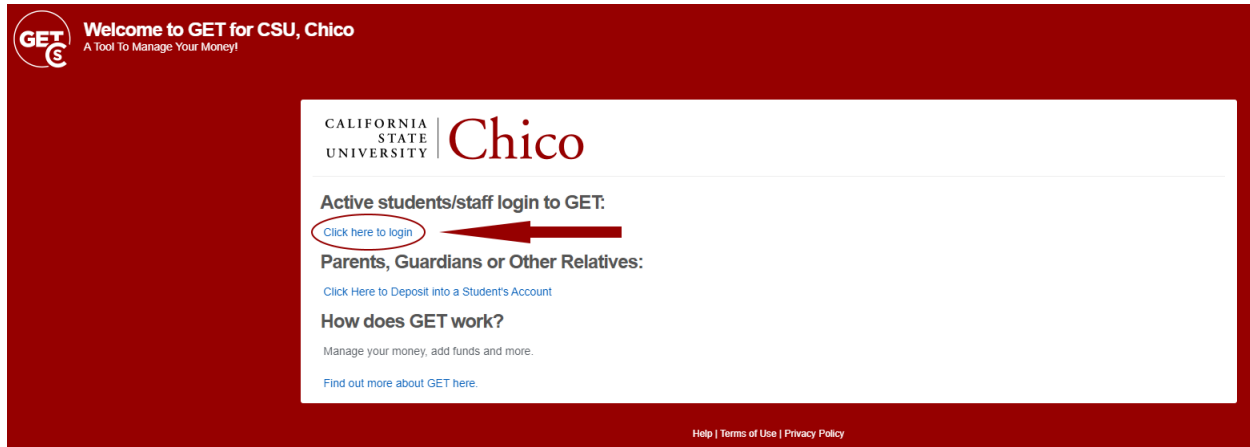 GET
CS
Welcome to GET for CSU, Chico
A Tool To Manage Your Money!
CALIFORNIA
STATE
UNIVERSITY
Chico
Active students/staff login to GET:
Click here to login
Parents, Guardians or Other Relatives:
Click Here to Deposit into a Student's Account
How does GET work?
Manage your money, add funds and more.
Find out more about GET here.
Help | Terms of Use | Privacy Policy